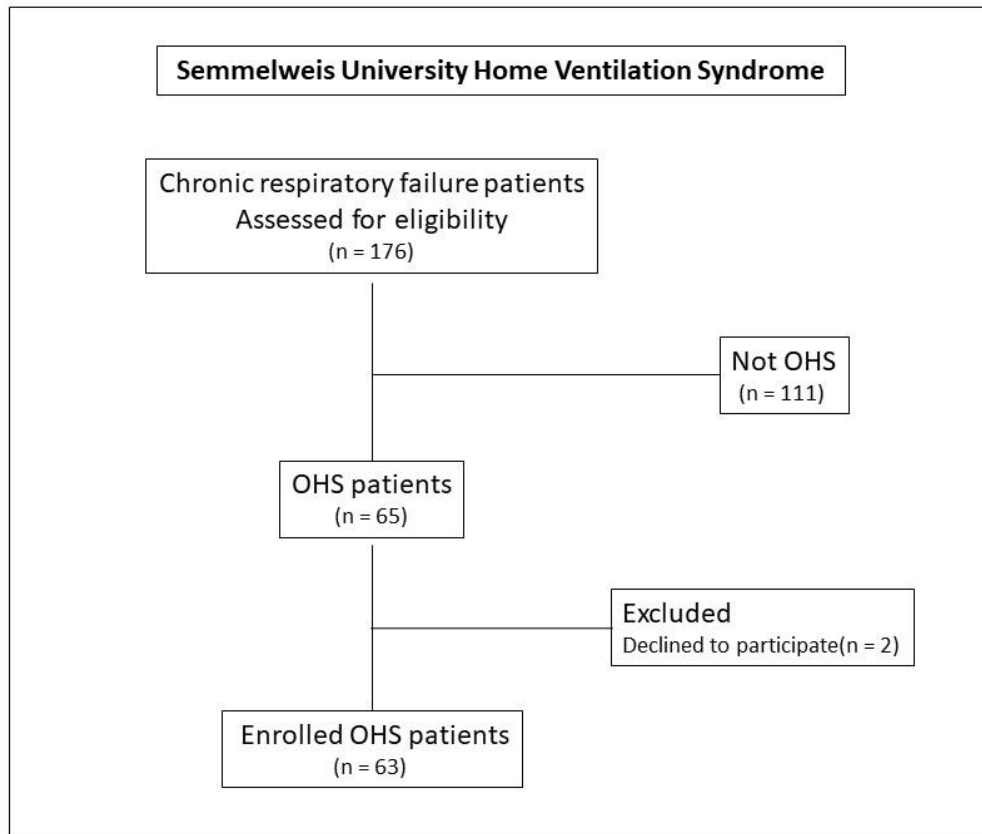 Semmelweis University Home Ventilation Syndrome
Chronic respiratory failure patients
Assessed for eligibility
(n = 176)
Not OHS
(n = 111)
OHS patients
(n = 65)
Excluded
Declined to participate(n = 2)
Enrolled OHS patients
(n = 63)